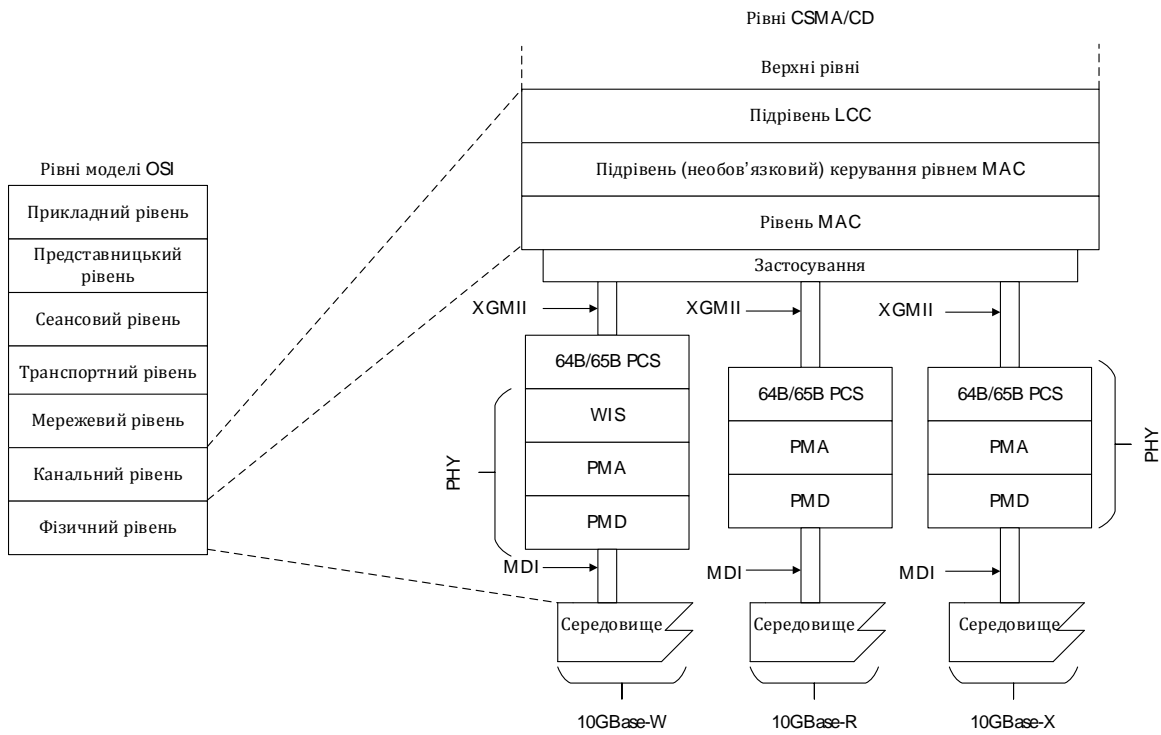 Рівні CSMA/CD
Верхні рівні
Підрівень LCC
Підрівень (необов’язковий) керування рівнем MAC
Рівень MAC
Застосування
Рівні моделі OSI
Прикладний рівень
Представницький
рівень
Сеансовий рівень
Транспортний рівень
Мережевий рівень
Канальний рівень
Фізичний рівень
XGMII
XGMII
XGMII
64B/65B PCS
WIS
PMA
PMD
PHY
MDI
Середовище
10GBase-W
64B/65B PCS
PMA
PMD
MDI
Середовище
10GBase-R
64B/65B PCS
PMA
PMD
PHY
MDI
Середовище
10GBase-X